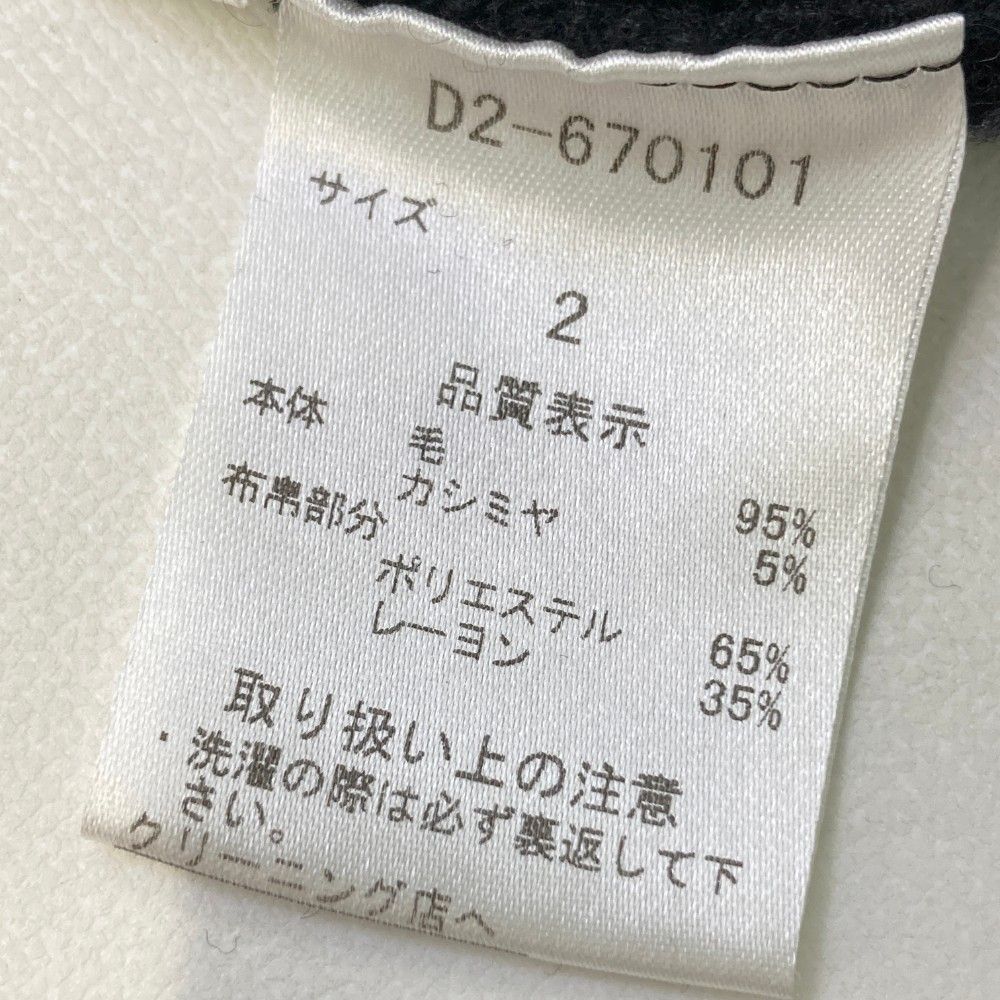 D2-670101
サイズ
2
品質表示
本体
毛 95%
カシミヤ 5%
布帛部分
ポリエステル 65%
レーヨン 35%
取り扱い上の注意
・洗濯の際は必ず裏返して下
さい。
クリーニング店へ